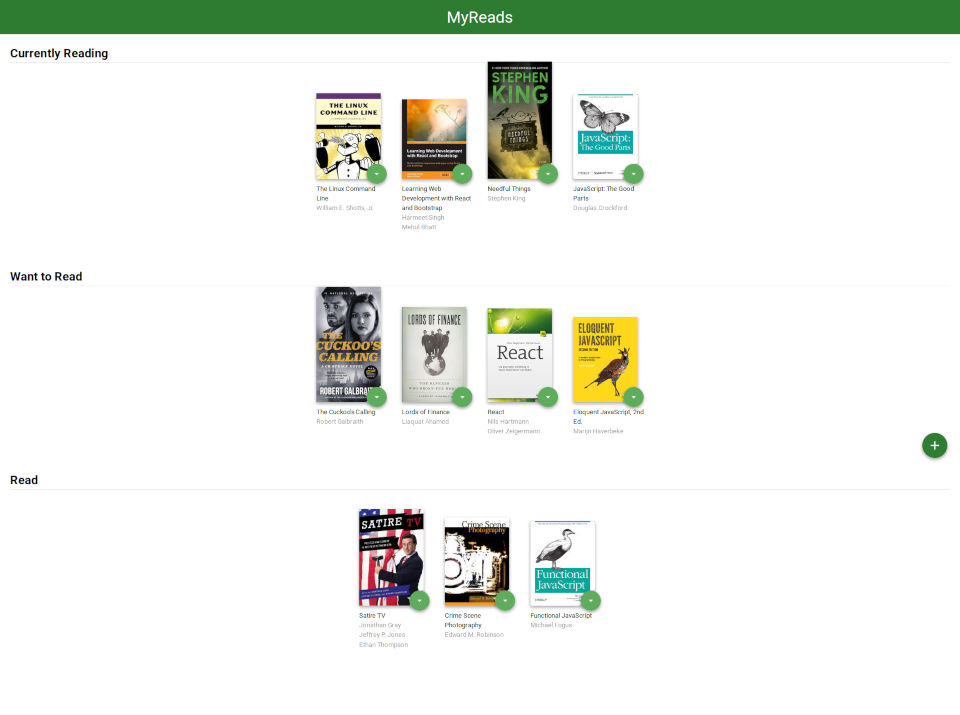 MyReads
Currently Reading
THE LINUX
COMMAND LINE
Learning Web Development
with React and Bootstrap
STEPHEN
KING
NEEDFUL
THINGS
JavaScript:
The Good Parts
The Linux Command
Line
William E. Shotts, Jr.
Learning Web
Development with React
and Bootstrap
Harmeet Singh
Mehul Bhatt
Needful Things
Stephen King
JavaScript: The Good
Parts
Douglas Crockford
Want to Read
THE
CUCKOO'S
CALLING
ROBERT GALBRAI
LORDS OF FINANCE
React
ELOQUENT
JAVASCRIPT
The Cuckoo's Calling
Robert Galbraith
Lords of Finance
Liaquat Ahamed
React
Nils Hartmann
Oliver Zeigermann
Eloquent JavaScript, 2nd
Ed.
Marijn Haverbeke
+
Read
SATIRE TV
Crime Scene
Photography
Functional
JavaScript
Satire TV
Jonathan Gray
Jeffrey P. Jones
Ethan Thompson
Crime Scene
Photography
Edward M. Robinson
Functional JavaScript
Michael Fogus